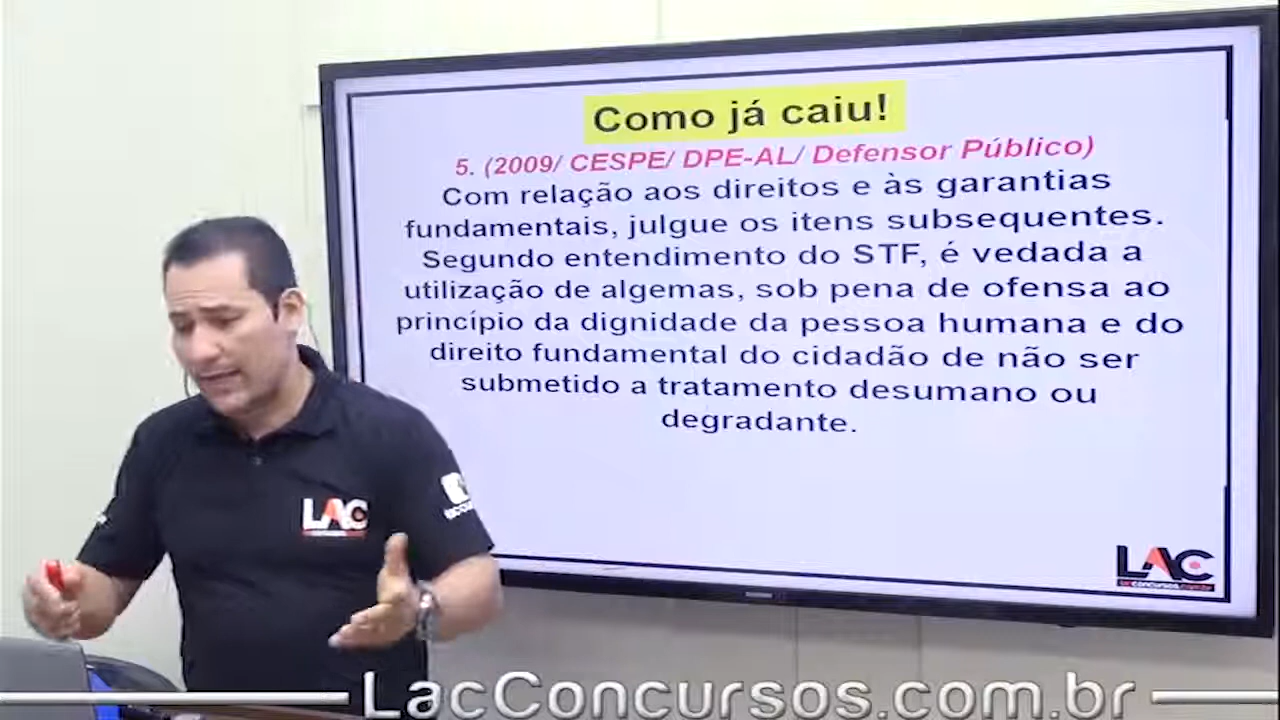 Como já caiu!
5. (2009/ CESPE/ DPE-AL/ Defensor Público)
Com relação aos direitos e às garantias
fundamentais, julgue os itens subsequentes.
Segundo entendimento do STF, é vedada a
utilização de algemas, sob pena de ofensa ao
princípio da dignidade da pessoa humana e do
direito fundamental do cidadão de não ser
submetido a tratamento desumano ou
degradante.
LAC
LAC
LacConcursos.com.br